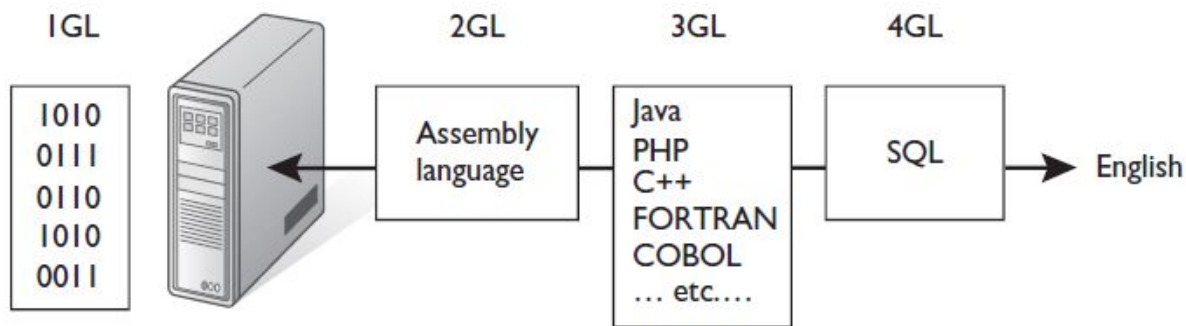 1GL
2GL
3GL
4GL
1010
0111
0110
1010
0011
Assembly
language
Java
PHP
C++
FORTRAN
COBOL
... etc....
SQL
English